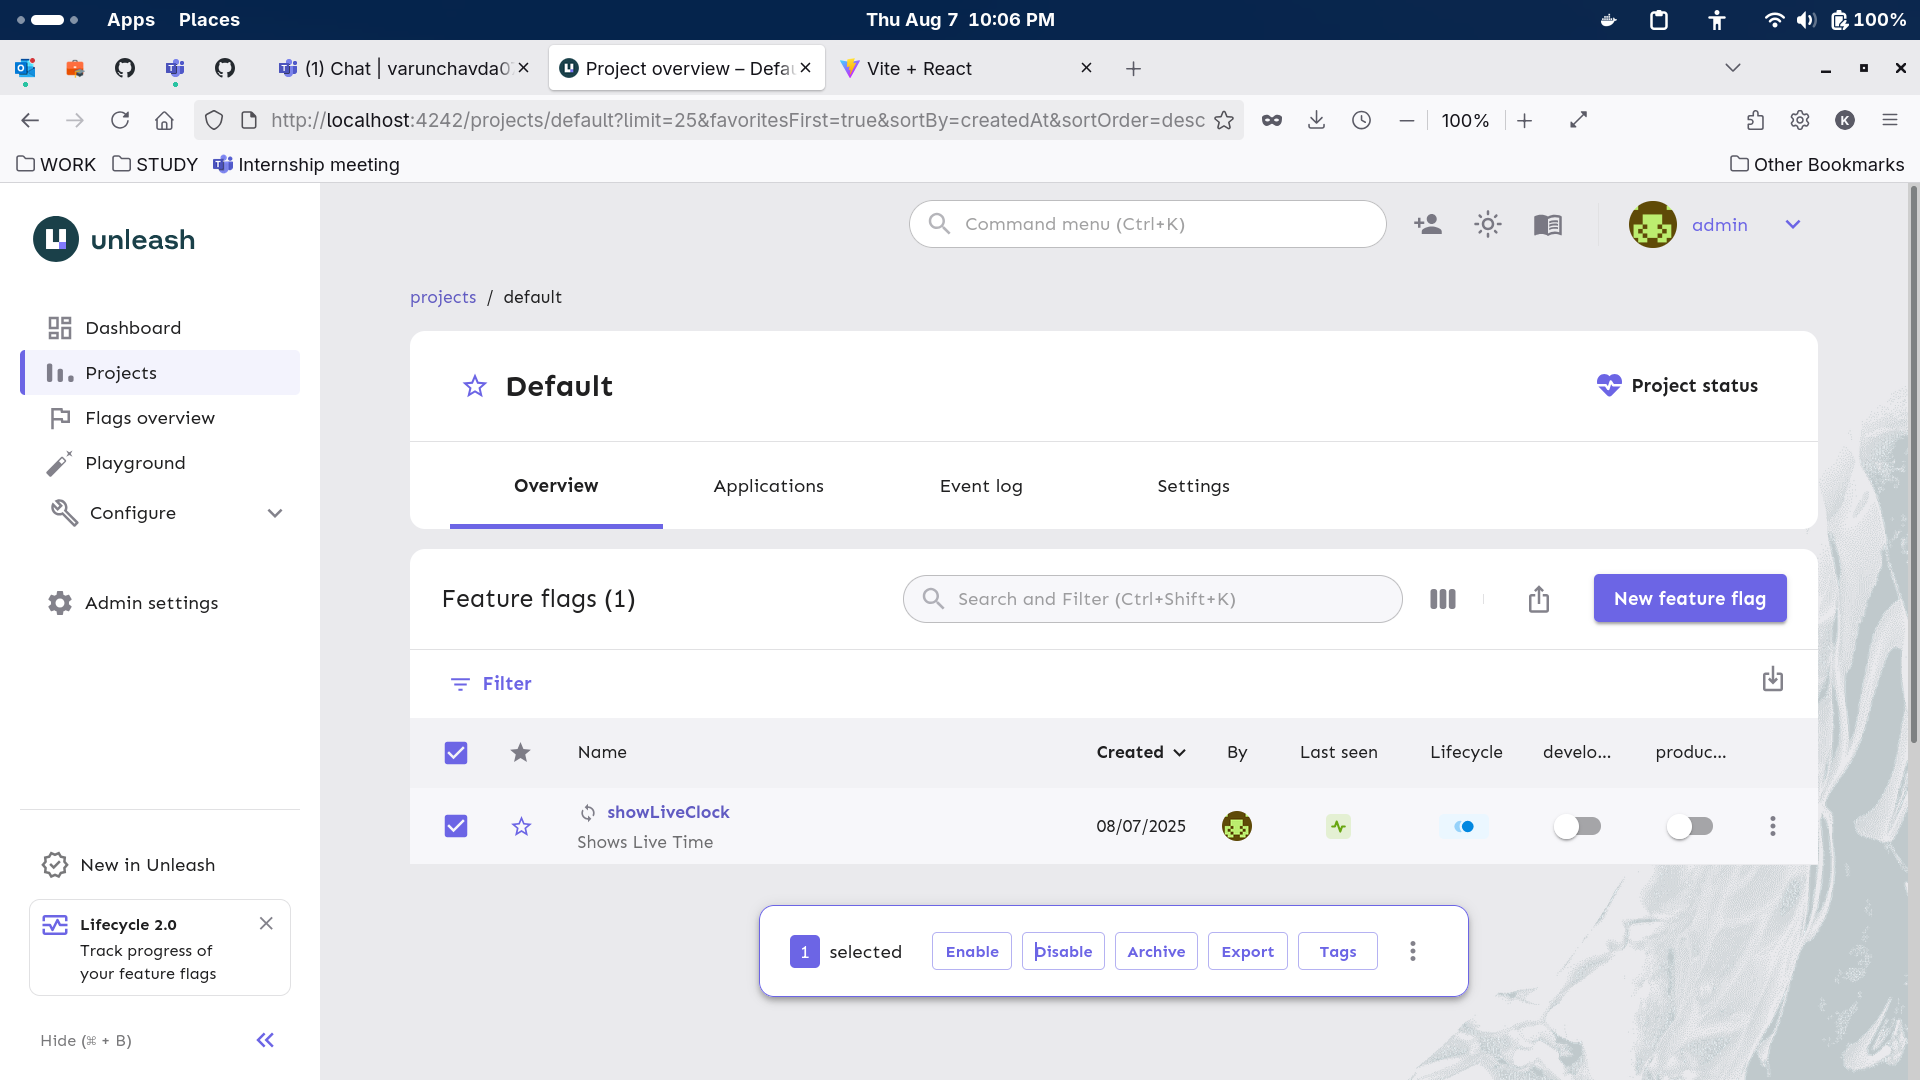 Apps Places Thu Aug 7 10:06 PM 100%
(1) Chat | varunchavda0 Project overview – Defau Vite + React
http://localhost:4242/projects/default?limit=25&favoritesFirst=true&sortBy=createdAt&sortOrder=desc 100% K
WORK STUDY Internship meeting Other Bookmarks
unleash
Command menu (Ctrl+K) admin
projects / default
Dashboard
Projects
Flags overview
Playground
Configure
Admin settings
Default Project status
Overview Applications Event log Settings
Feature flags (1) Search and Filter (Ctrl+Shift+K) New feature flag
Filter
Name Created By Last seen Lifecycle develo... produc...
showLiveClock 08/07/2025
Shows Live Time
New in Unleash
Lifecycle 2.0
Track progress of
your feature flags
1 selected Enable Disable Archive Export Tags
Hide (⌘ + B)